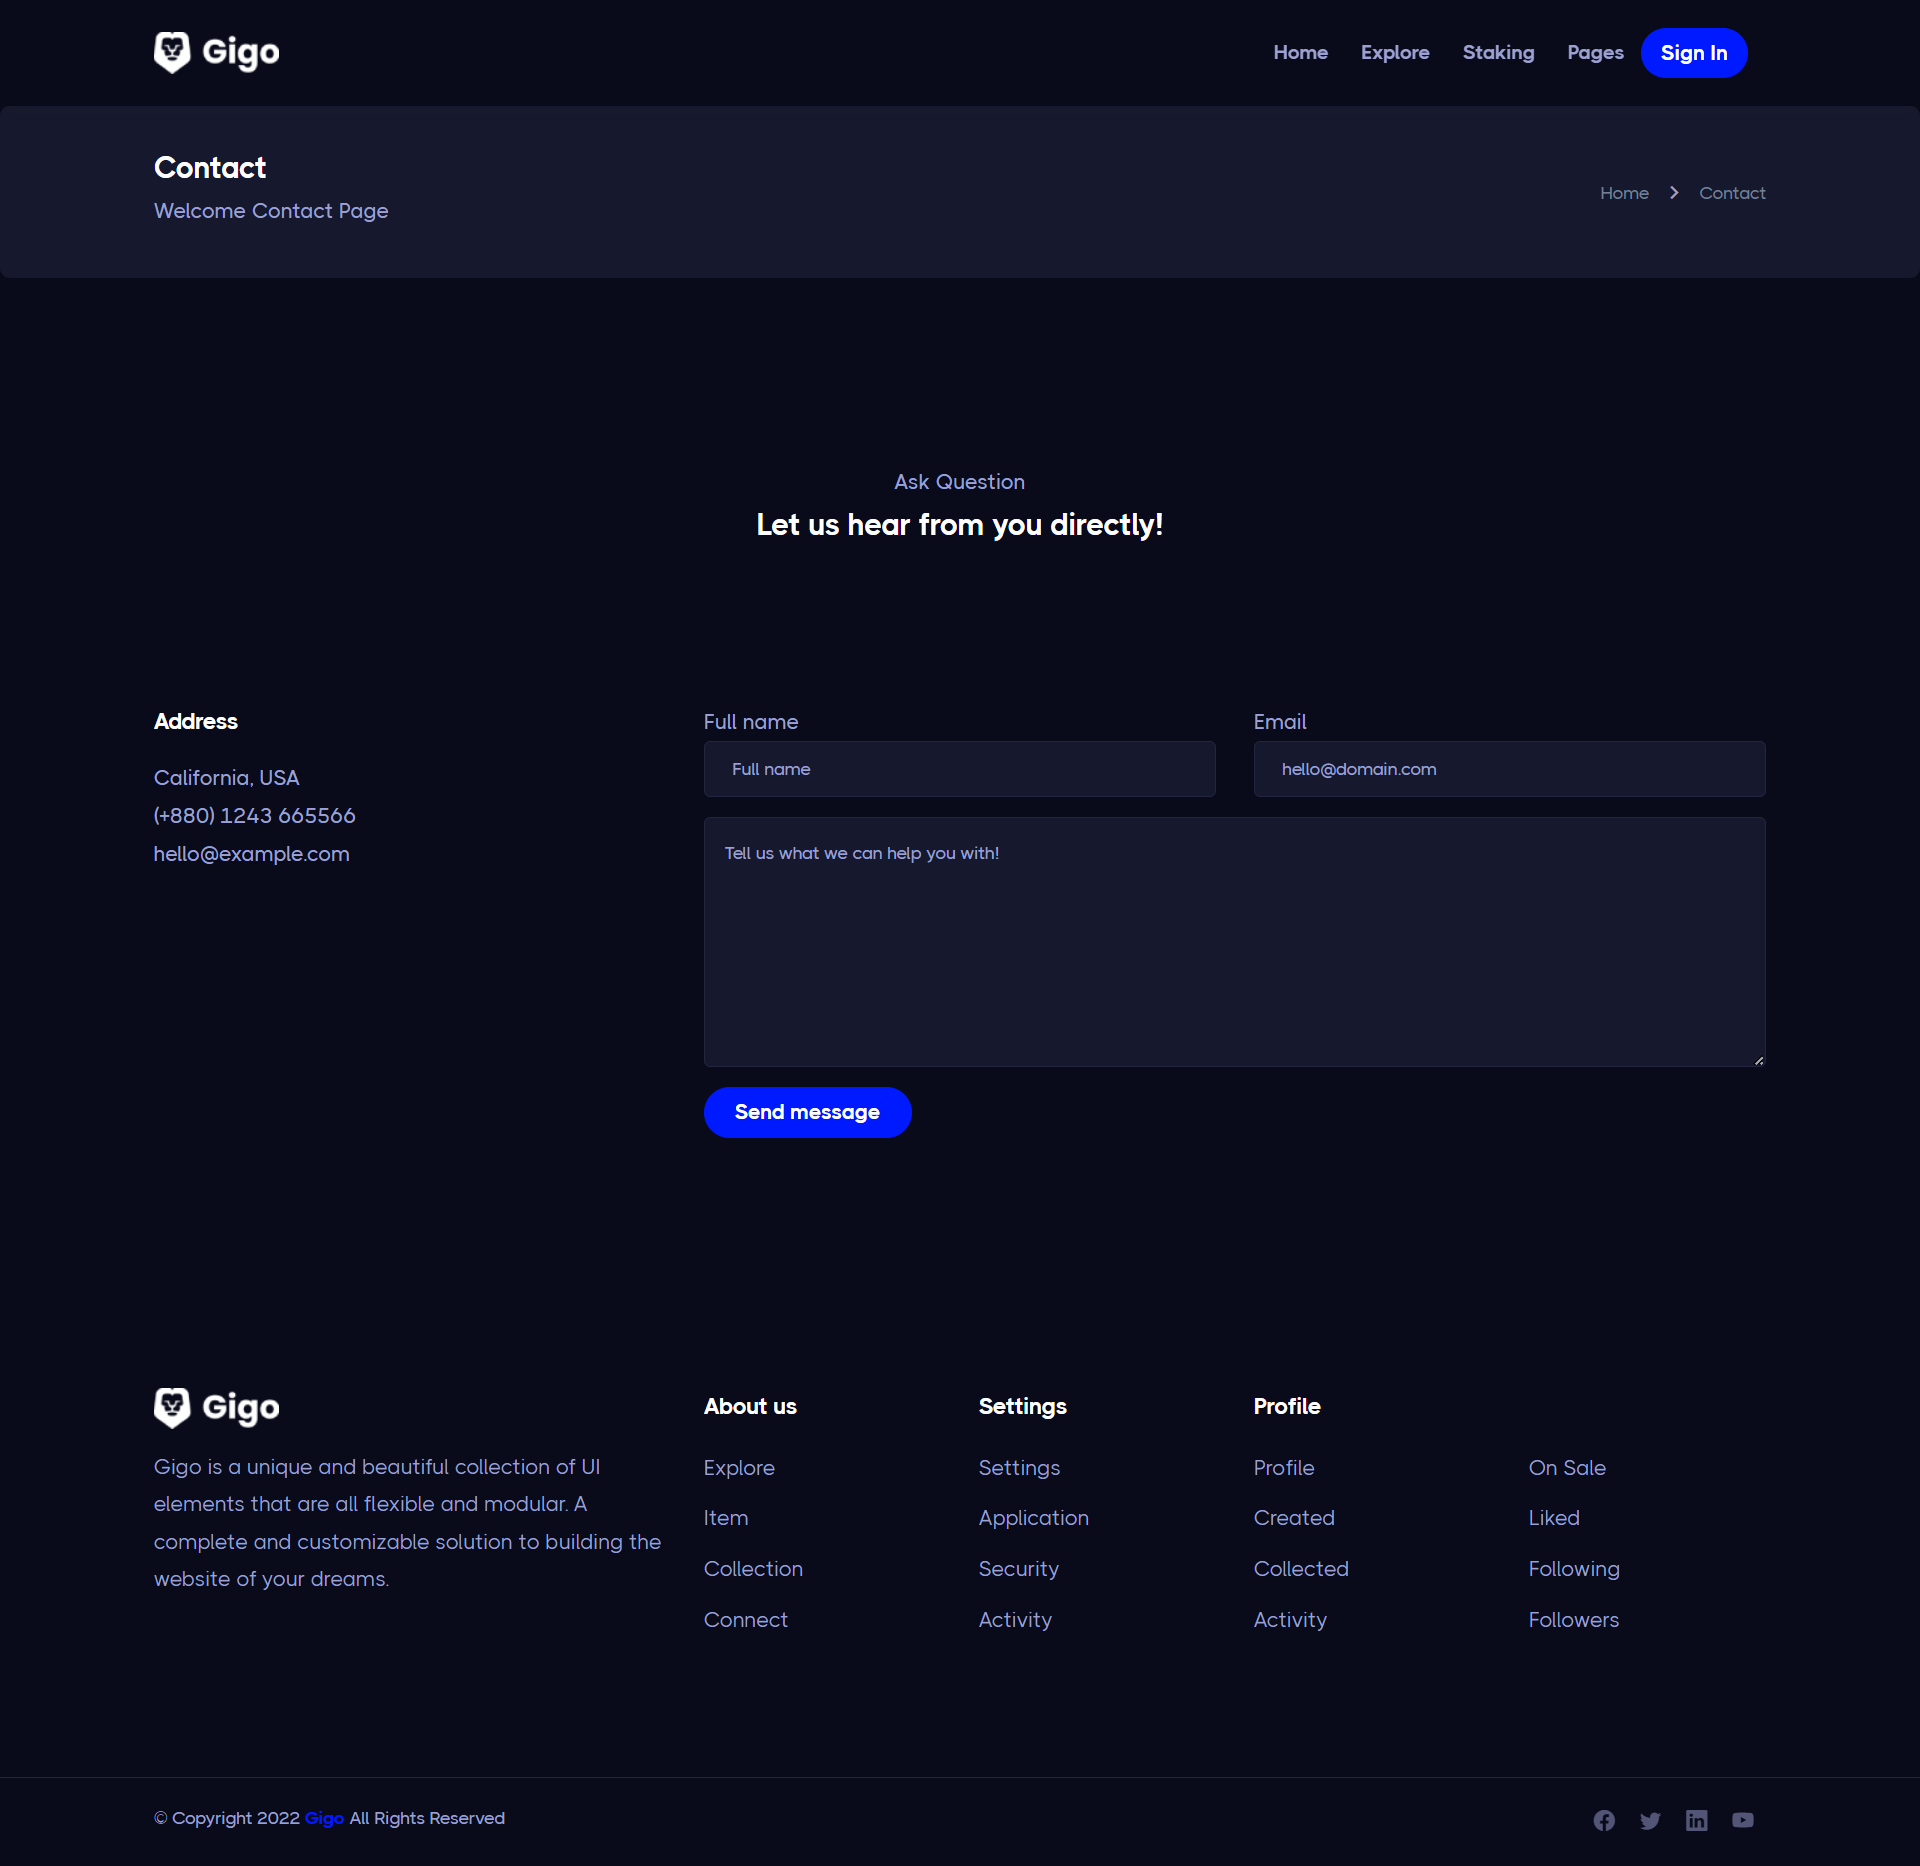 Gigo
Home Explore Staking Pages Sign In
Contact
Welcome Contact Page
Home Contact
Ask Question
Let us hear from you directly!
Address
California, USA
(+880) 1243 665566
hello@example.com
Full name
Full name
Email
hello@domain.com
Tell us what we can help you with!
Send message
Gigo
Gigo is a unique and beautiful collection of UI
elements that are all flexible and modular. A
complete and customizable solution to building the
website of your dreams.
About us
Explore
Item
Collection
Connect
Settings
Settings
Application
Security
Activity
Profile
Profile
Created
Collected
Activity
On Sale
Liked
Following
Followers
© Copyright 2022 Gigo All Rights Reserved